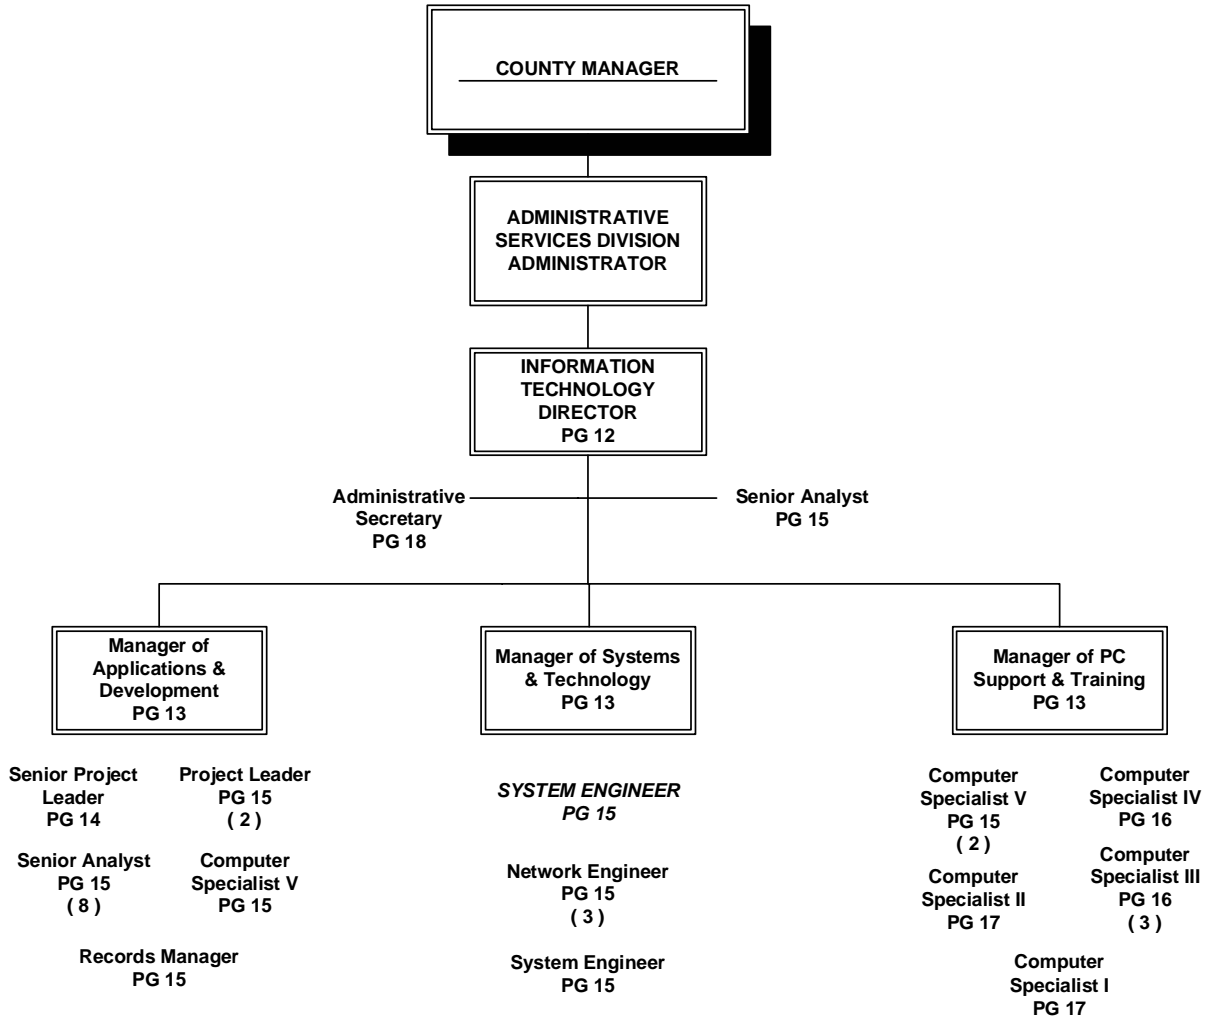 COUNTY MANAGER
ADMINISTRATIVE
SERVICES DIVISION
ADMINISTRATOR
INFORMATION
TECHNOLOGY
DIRECTOR
PG 12
Administrative
Secretary
PG 18
Senior Analyst
PG 15
Manager of
Applications &
Development
PG 13
Senior Project
Leader
PG 14
Project Leader
PG 15
( 2 )
Senior Analyst
PG 15
( 8 )
Computer
Specialist V
PG 15
Records Manager
PG 15
Manager of Systems
& Technology
PG 13
SYSTEM ENGINEER
PG 15
Network Engineer
PG 15
( 3 )
System Engineer
PG 15
Manager of PC
Support & Training
PG 13
Computer
Specialist V
PG 15
( 2 )
Computer
Specialist IV
PG 16
Computer
Specialist II
PG 17
Computer
Specialist III
PG 16
( 3 )
Computer
Specialist I
PG 17